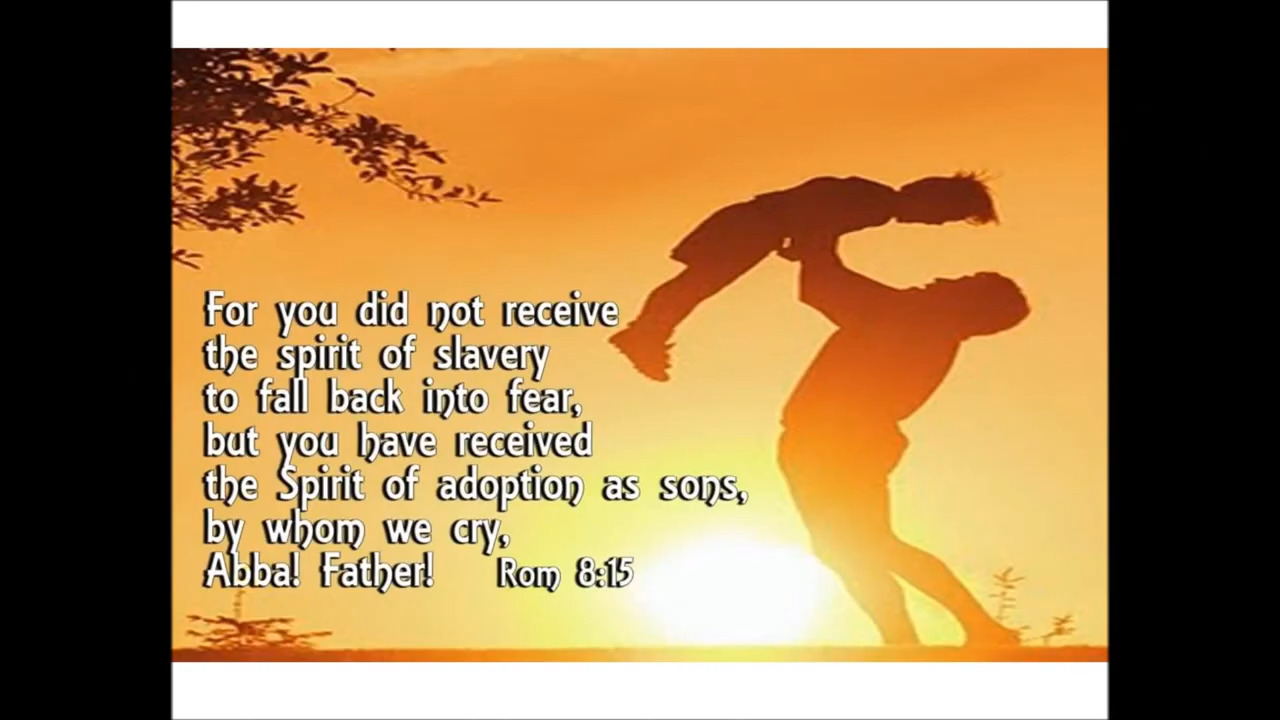 For you did not receive
the spirit of slavery
to fall back into fear,
but you have received
the Spirit of adoption as sons,
by whom we cry,
Abba! Father! Rom 8:15